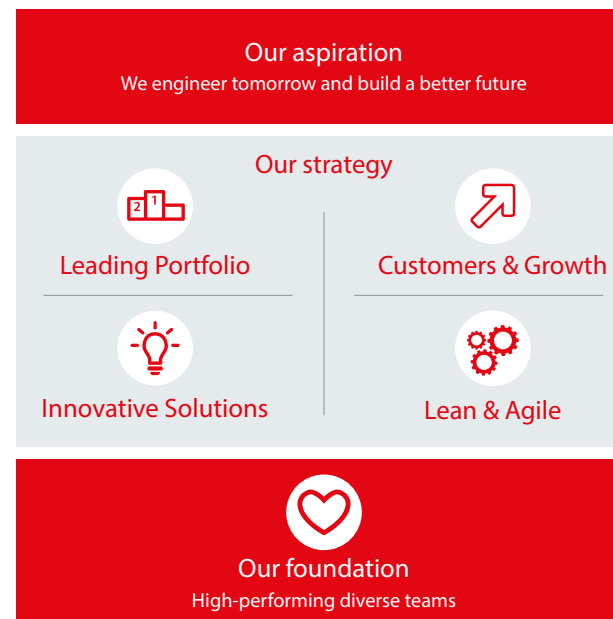 Our aspiration
We engineer tomorrow and build a better future
Our strategy
2 1
Leading Portfolio
Customers & Growth
Innovative Solutions
Lean & Agile
Our foundation
High-performing diverse teams